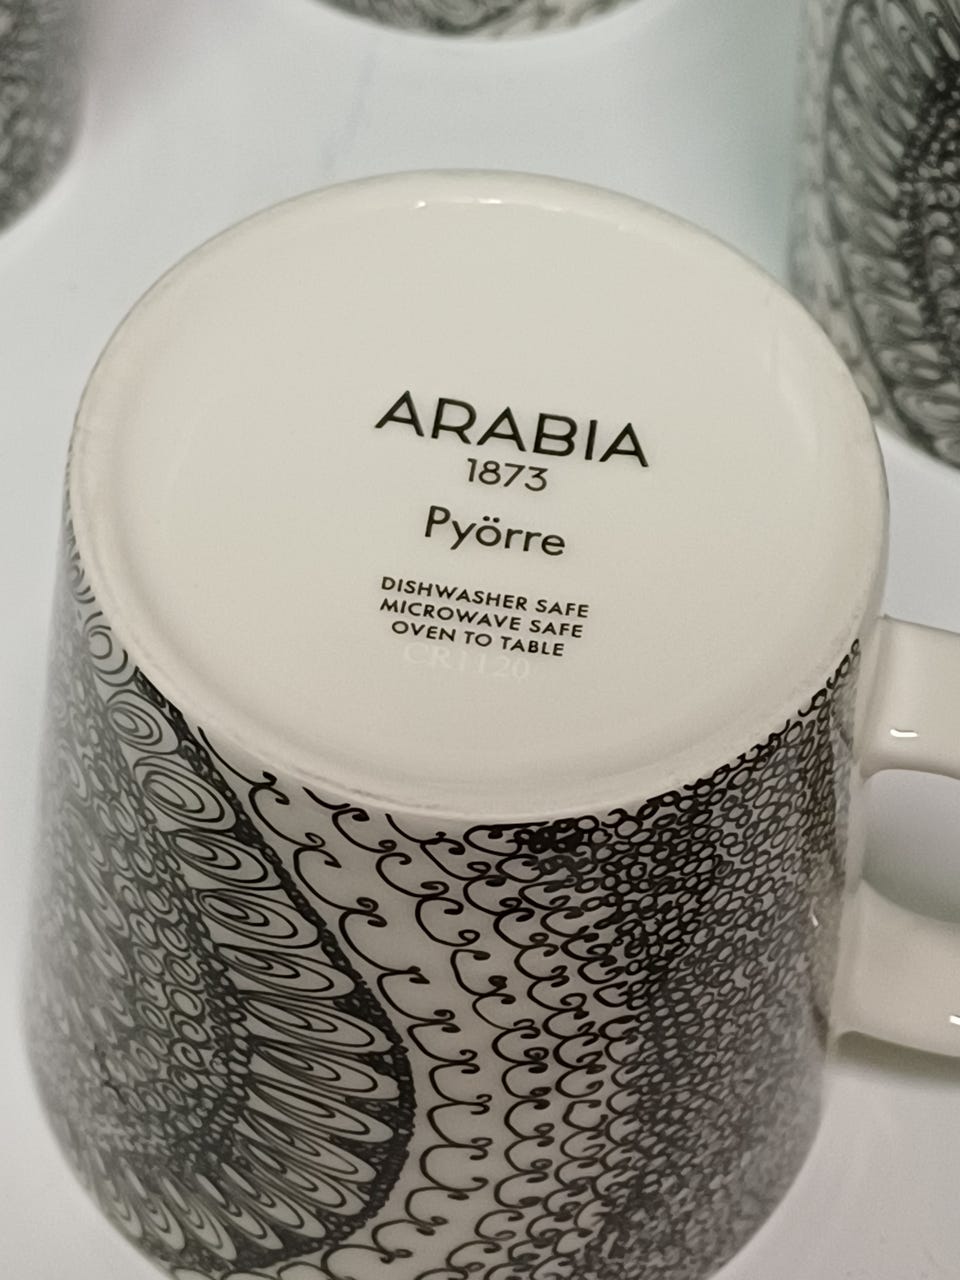 ARABIA
1873
Pyörre
DISHWASHER SAFE
MICROWAVE SAFE
OVEN TO TABLE
CR1120